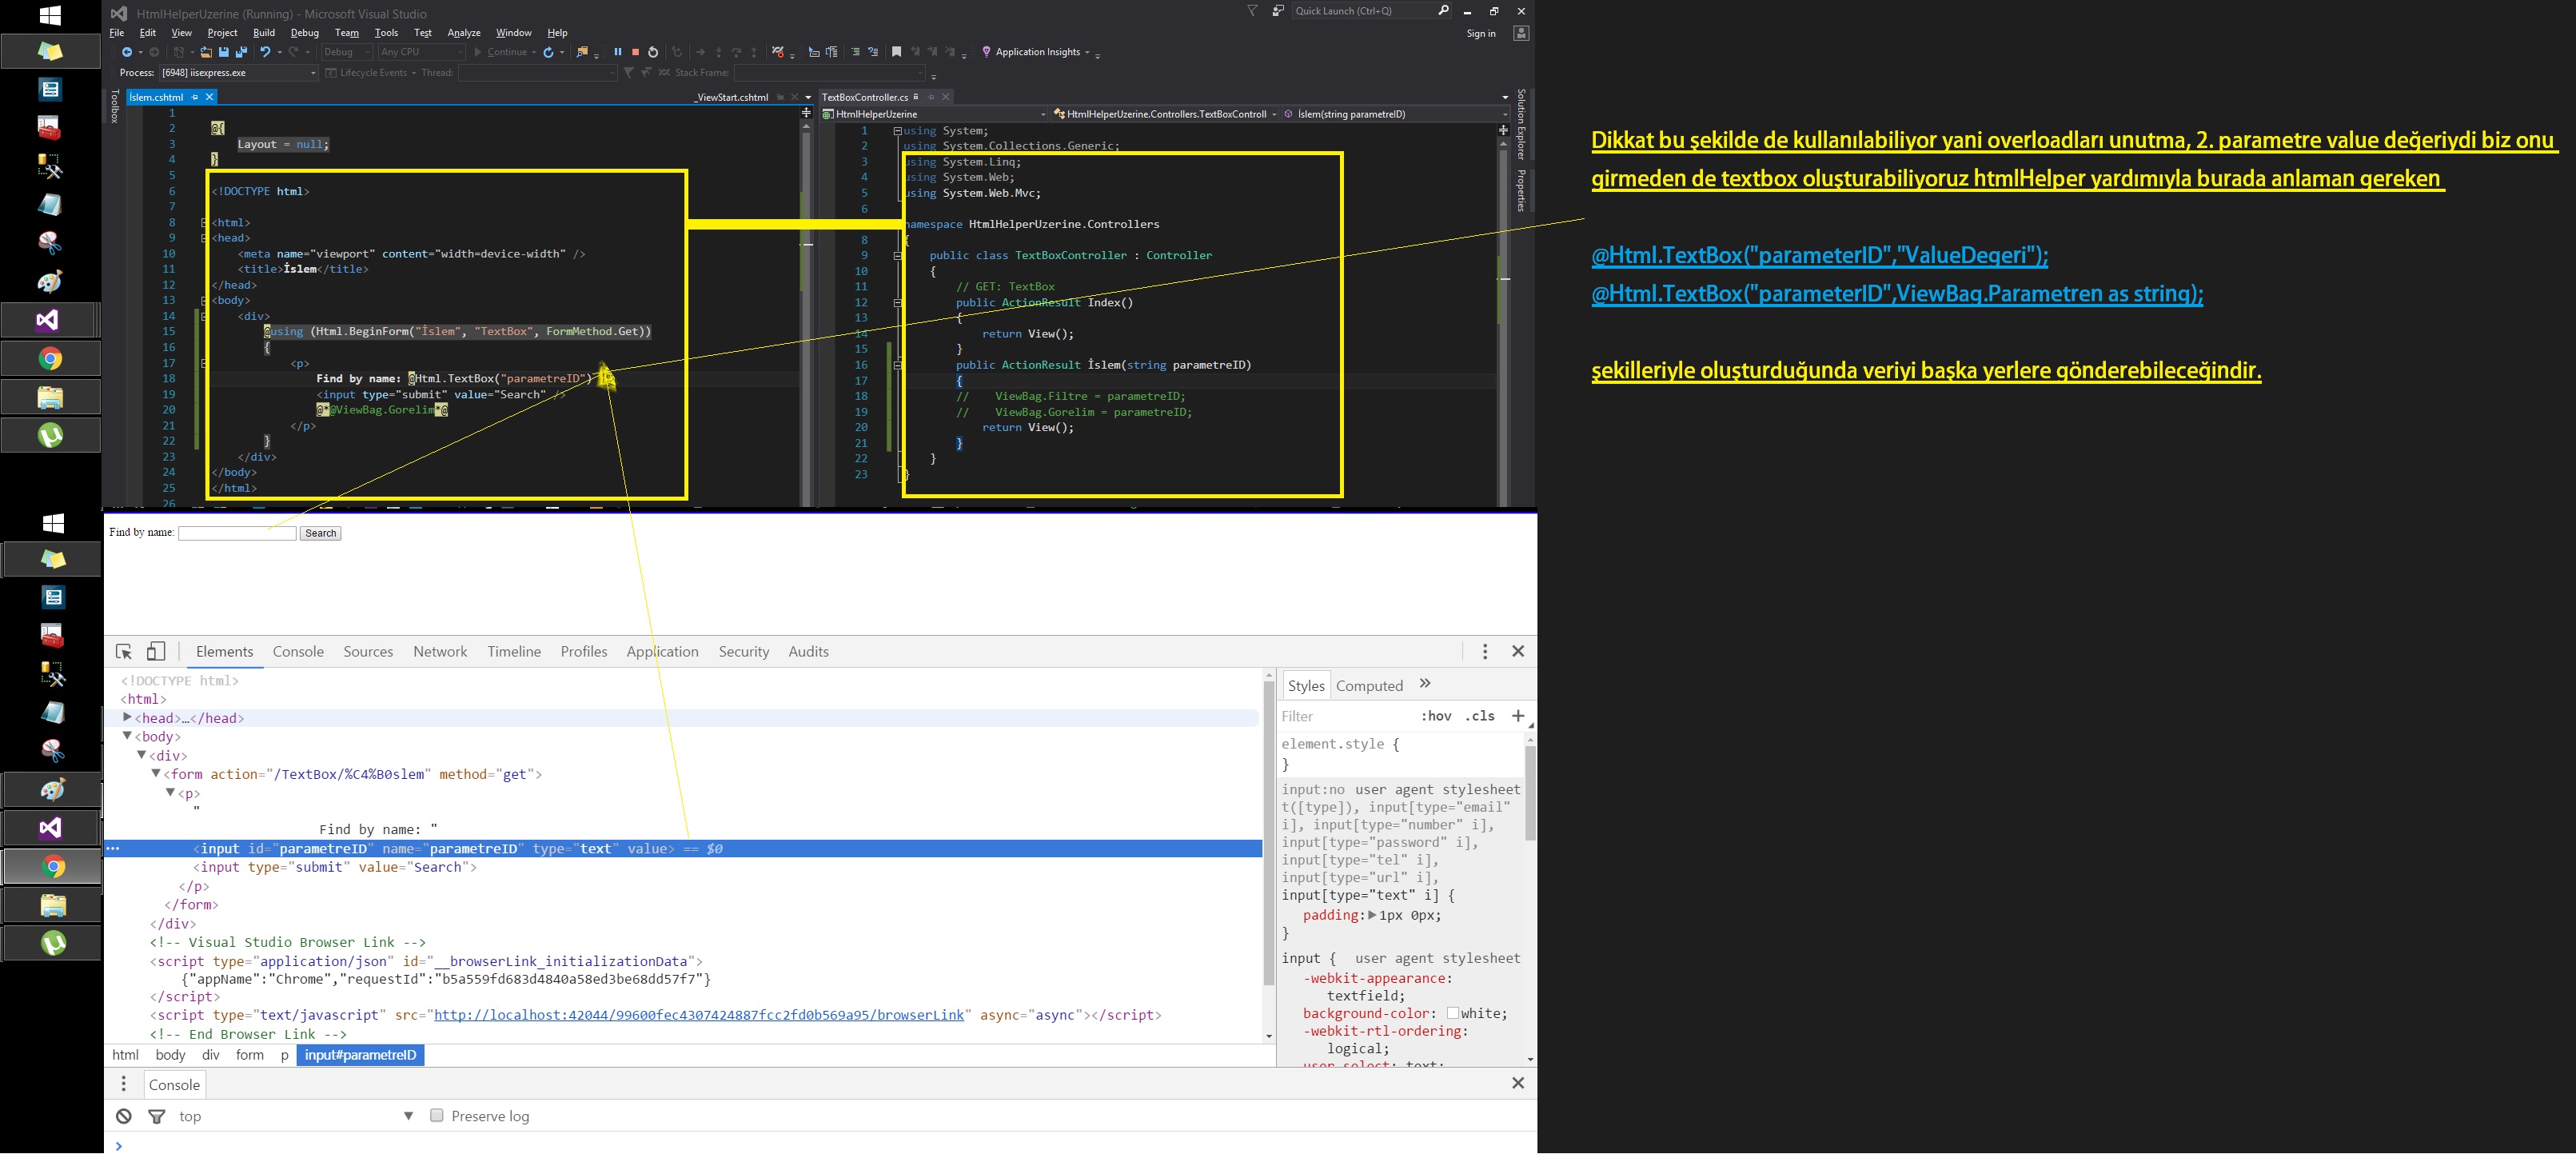 HtmlHelperUzerine (Running) - Microsoft Visual Studio
Quick Launch (Ctrl+Q)
File Edit View Project Build Debug Team Tools Test Analyze Window Help
Sign in
Debug Any CPU Continue Application Insights
Process: [6948] iisexpress.exe Lifecycle Events Thread: Stack Frame:
Toolbox
İslem.cshtml
_ViewStart.cshtml
1
2 @{
3 Layout = null;
4 }
5
6 <!DOCTYPE html>
7
8 <html>
9 <head>
10 <meta name="viewport" content="width=device-width" />
11 <title>İslem</title>
12 </head>
13 <body>
14 <div>
15 @using (Html.BeginForm("İslem", "TextBox", FormMethod.Get))
16 {
17 <p>
18 Find by name: @Html.TextBox("parametreID")
19 <input type="submit" value="Search" />
20 @*@ViewBag.Gorelim*@
21 </p>
22 }
23 </div>
24 </body>
25 </html>
26
TextBoxController.cs
HtmlHelperUzerine HtmlHelperUzerine.Controllers.TextBoxControll İslem(string parametreID)
1 using System;
2 using System.Collections.Generic;
3 using System.Linq;
4 using System.Web;
5 using System.Web.Mvc;
6
namespace HtmlHelperUzerine.Controllers
8 {
9 public class TextBoxController : Controller
10 {
11 // GET: TextBox
12 public ActionResult Index()
13 {
14 return View();
15 }
16 public ActionResult İslem(string parametreID)
17 {
18 // ViewBag.Filtre = parametreID;
19 // ViewBag.Gorelim = parametreID;
20 return View();
21 }
22 }
23 }
Solution Explorer
Properties
Dikkat bu şekilde de kullanılabiliyor yani overloadları unutma, 2. parametre value değeriydi biz onu
girmeden de textbox oluşturabiliyoruz htmlHelper yardımıyla burada anlaman gereken
@Html.TextBox("parameterID","ValueDegeri");
@Html.TextBox("parameterID",ViewBag.Parametren as string);
şekilleriyle oluşturduğunda veriyi başka yerlere gönderebileceğindir.
Find by name: Search
Elements Console Sources Network Timeline Profiles Application Security Audits
<!DOCTYPE html>
<html>
<head>…</head>
<body>
<div>
<form action="/TextBox/%C4%B0slem" method="get">
<p>
"
Find by name: "
<input id="parametreID" name="parametreID" type="text" value> == $0
<input type="submit" value="Search">
</p>
</form>
</div>
<!-- Visual Studio Browser Link -->
<script type="application/json" id="__browserLink_initializationData">
{"appName":"Chrome","requestId":"b5a559fd683d4840a58ed3be68dd57f7"}
</script>
<script type="text/javascript" src="http://localhost:42044/99600fec4307424887fcc2fd0b569a95/browserLink" async="async"></script>
<!-- End Browser Link -->
html body div form p input#parametreID
Styles Computed »
Filter :hov .cls +
element.style {
}
input:no user agent stylesheet
t([type]), input[type="email"
i], input[type="number" i],
input[type="password" i],
input[type="tel" i],
input[type="url" i],
input[type="text" i] {
padding: 1px 0px;
}
input { user agent stylesheet
-webkit-appearance:
textfield;
background-color: white;
-webkit-rtl-ordering:
logical;
user-select: text;
Console
top Preserve log
>